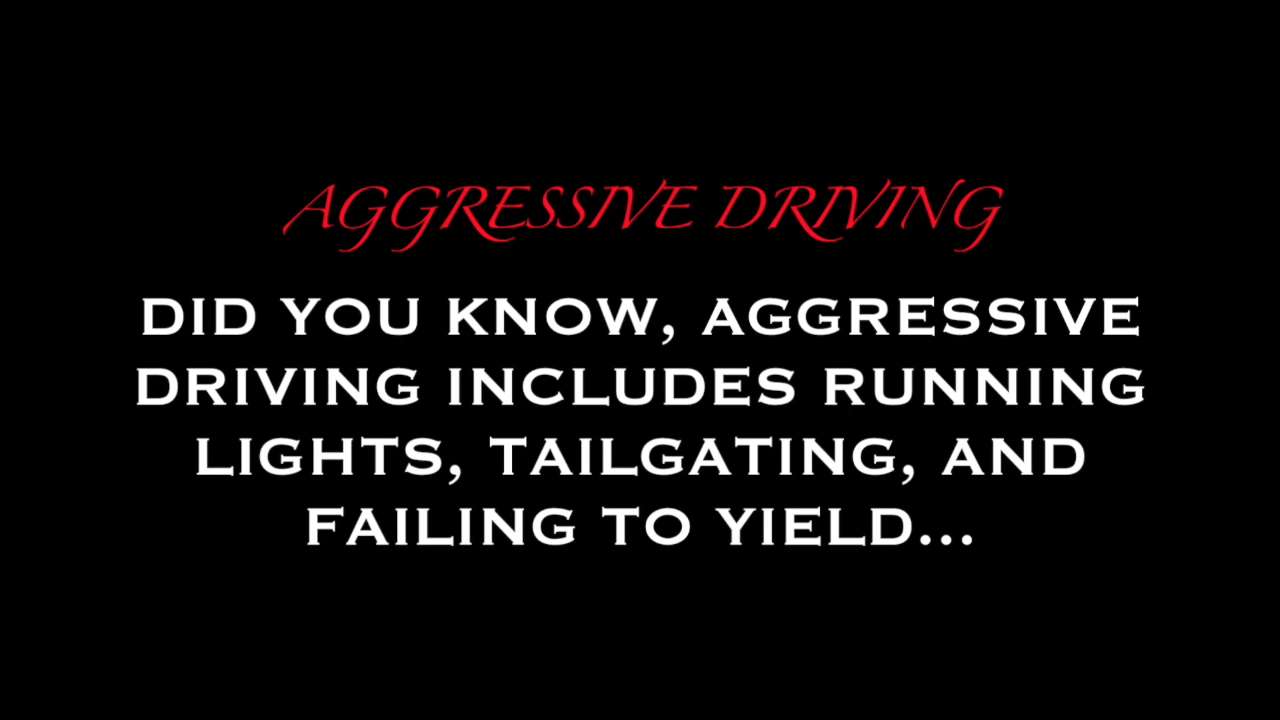 AGGRESSIVE DRIVING
DID YOU KNOW, AGGRESSIVE
DRIVING INCLUDES RUNNING
LIGHTS, TAILGATING, AND
FAILING TO YIELD...